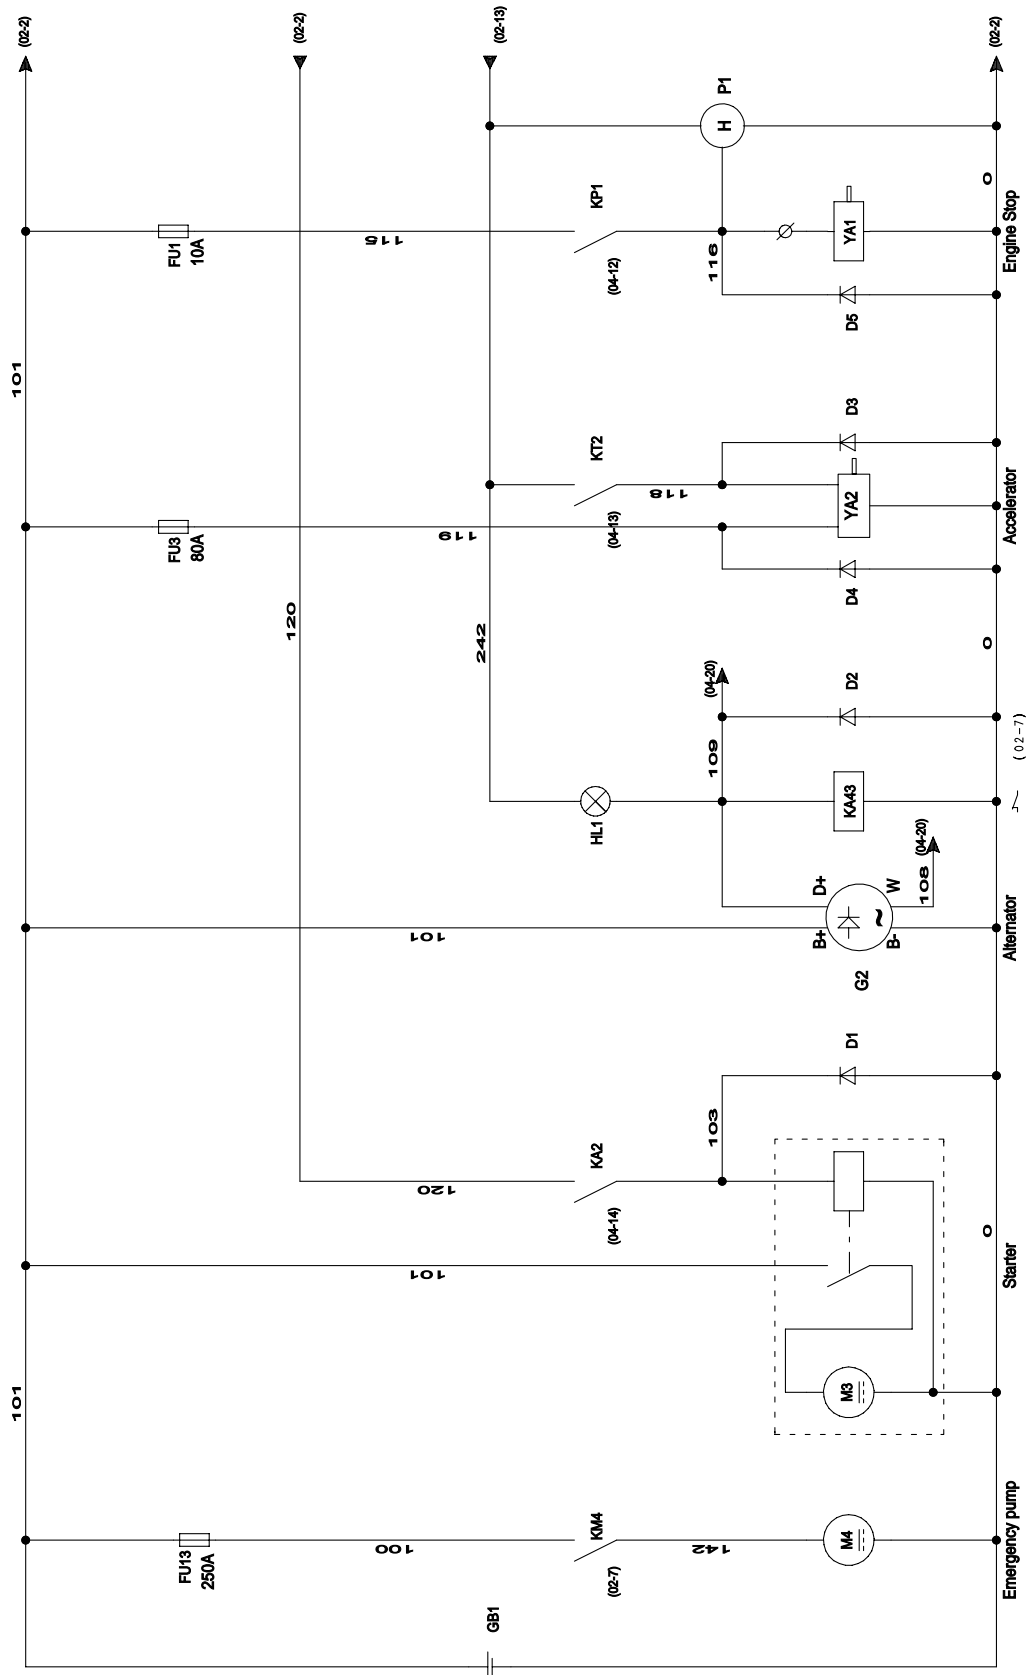 (02-2)
(02-2)
(02-13)
(02-2)
P1
H
KP1
(04-12)
FU1
10A
115
116
YA1
D5
0
Engine Stop
101
D3
KT2
(04-13)
118
YA2
FU3
80A
119
D4
Accelerator
120
242
0
(04-20)
D2
109
(02-7)
KA43
HL1
(04-20)
108
D+
W
B+
B-
~
G2
101
Alternator
D1
103
KA2
(04-14)
120
101
0
Starter
M3
101
Emergency pump
M4
KM4
(02-7)
142
100
FU13
250A
GB1